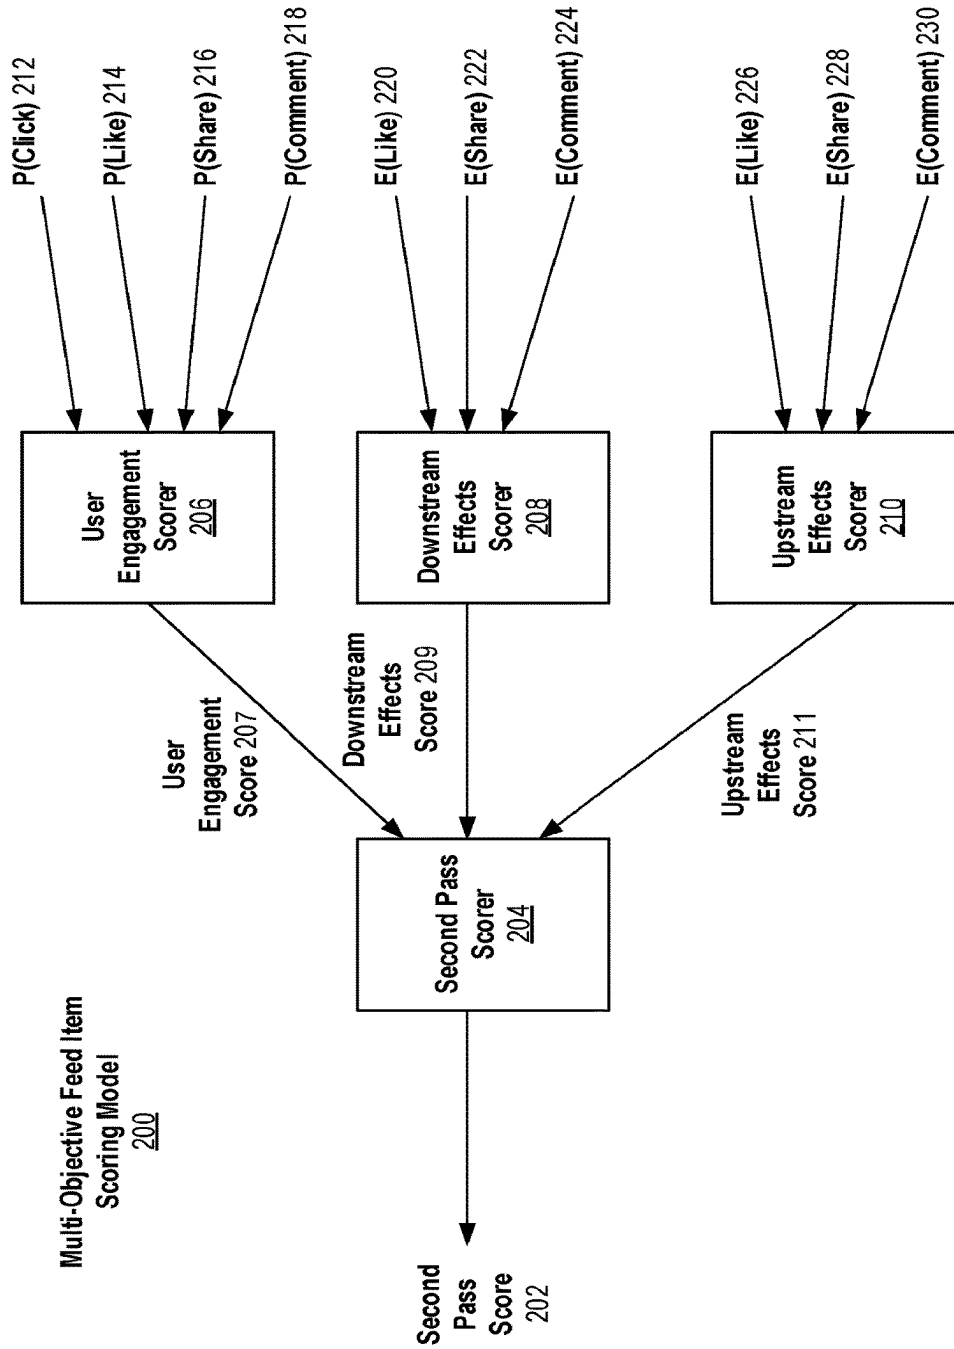 Multi-Objective Feed Item
Scoring Model
200
Second
Pass
Score
202
Second Pass
Scorer
204
User
Engagement
Score 207
Downstream
Effects
Score 209
Upstream
Effects
Score 211
User
Engagement
Scorer
206
Downstream
Effects
Scorer
208
Upstream
Effects
Scorer
210
P(Click) 212
P(Like) 214
P(Share) 216
P(Comment) 218
E(Like) 220
E(Share) 222
E(Comment) 224
E(Like) 226
E(Share) 228
E(Comment) 230